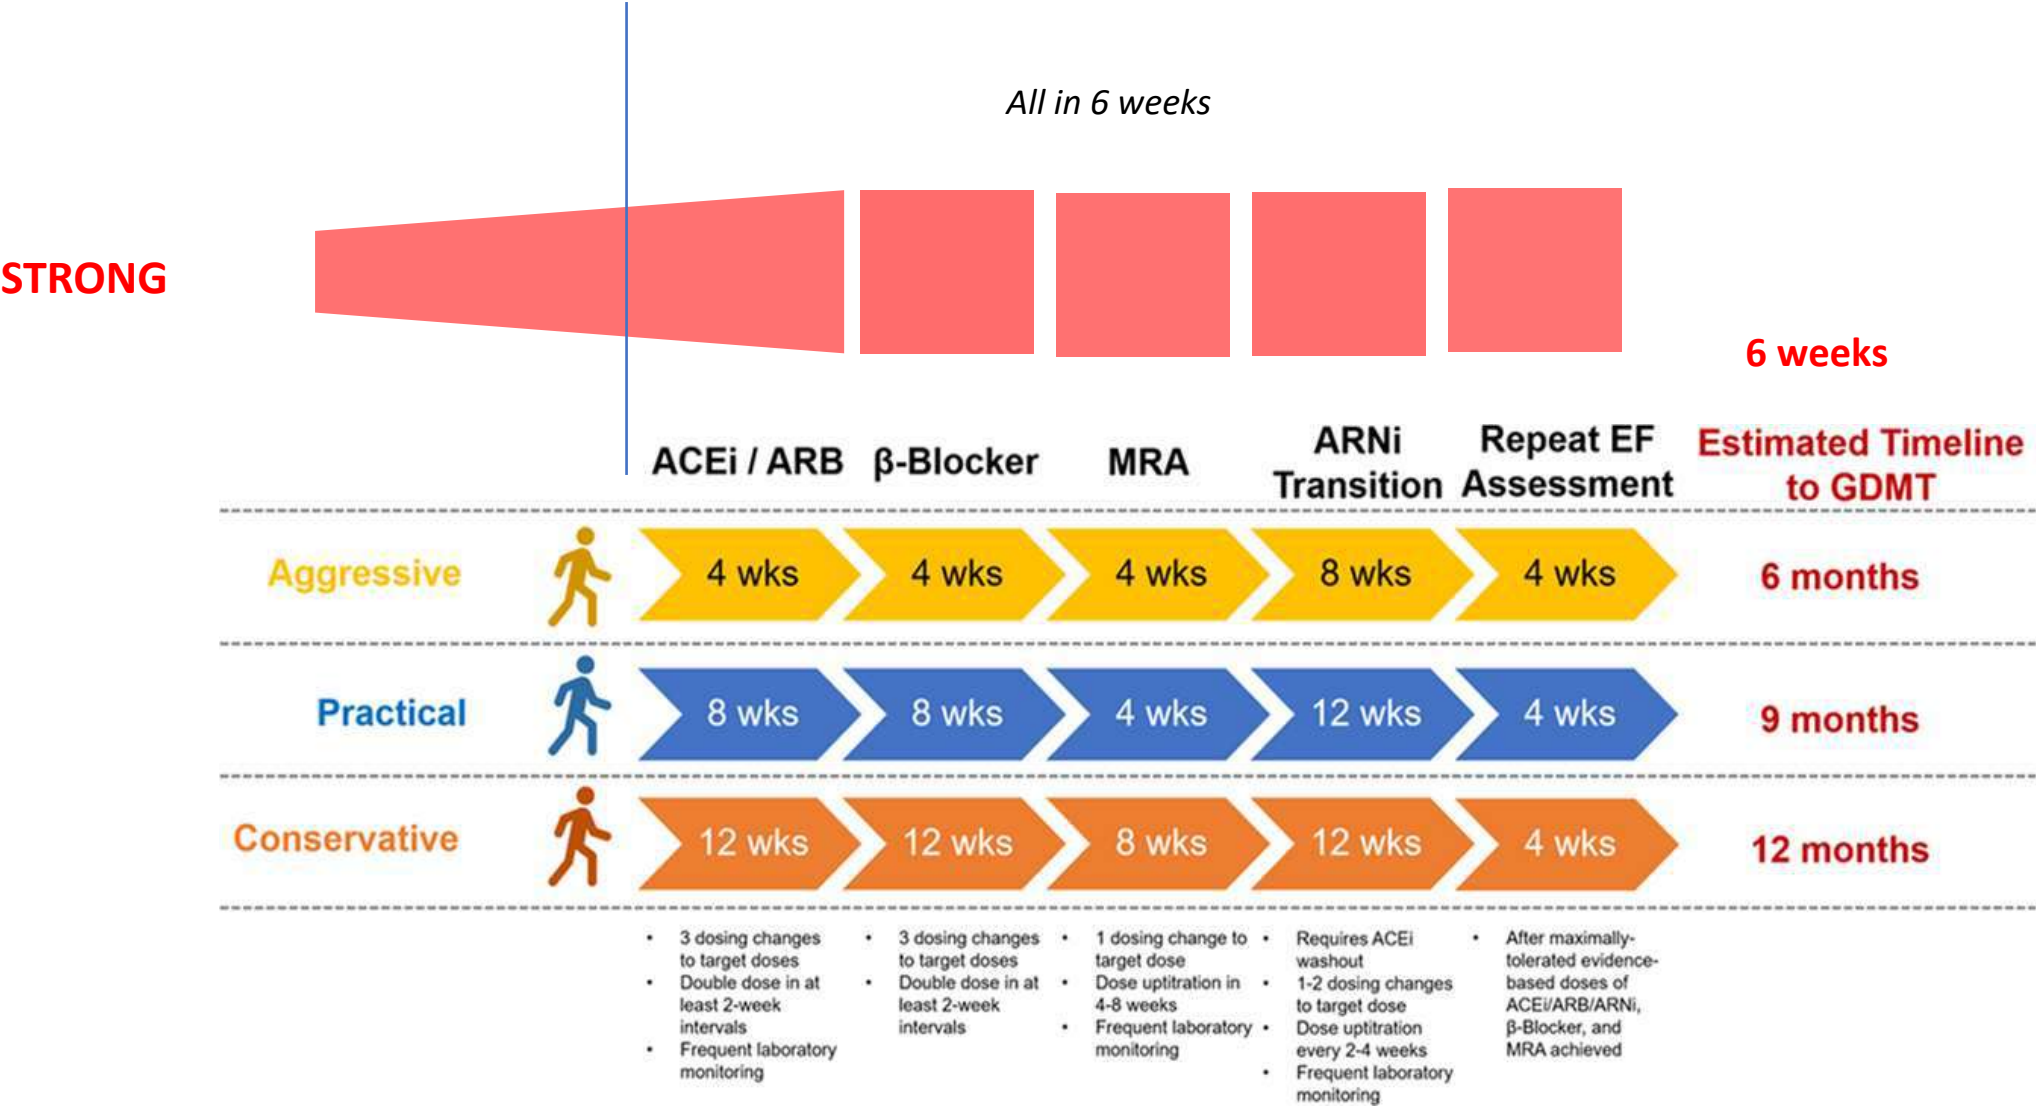 All in 6 weeks
STRONG
6 weeks
ACEi / ARB
β-Blocker
MRA
ARNi
Transition
Repeat EF
Assessment
Estimated Timeline
to GDMT
Aggressive
4 wks
4 wks
4 wks
8 wks
4 wks
6 months
Practical
8 wks
8 wks
4 wks
12 wks
4 wks
9 months
Conservative
12 wks
12 wks
8 wks
12 wks
4 wks
12 months
• 3 dosing changes
to target doses
• Double dose in at
least 2-week
intervals
• Frequent laboratory
monitoring
• 3 dosing changes
to target doses
• Double dose in at
least 2-week
intervals
• 1 dosing change to
target dose
• Dose uptitration in
4-8 weeks
• Frequent laboratory
monitoring
• Requires ACEi
washout
• 1-2 dosing changes
to target dose
• Dose uptitration
every 2-4 weeks
• Frequent laboratory
monitoring
• After maximally-
tolerated evidence-
based doses of
ACEi/ARB/ARNi,
β-Blocker, and
MRA achieved